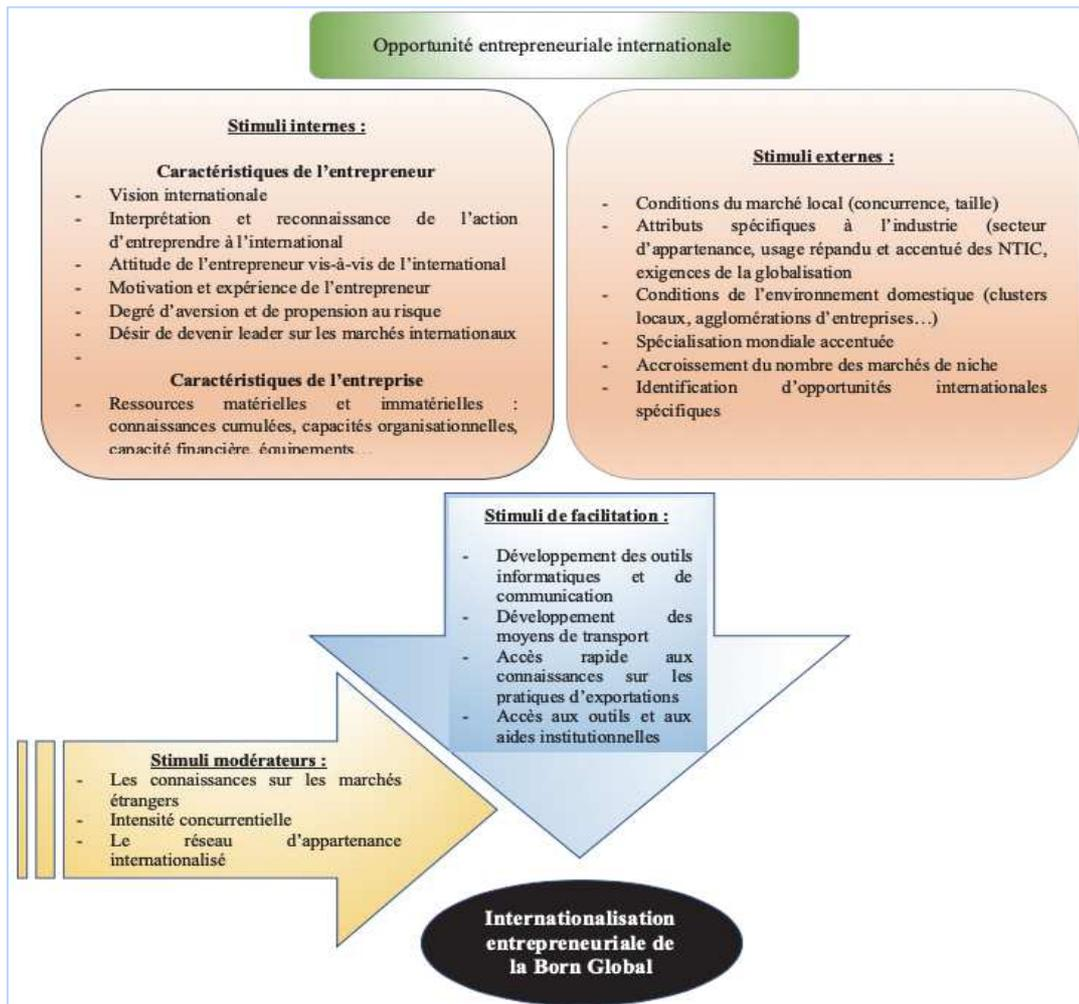 Opportunité entrepreneuriale internationale
Stimuli internes :
Caractéristiques de l’entrepreneur
- Vision internationale
- Interprétation et reconnaissance de l’action
d’entreprendre à l’international
- Attitude de l’entrepreneur vis-à-vis de l’international
- Motivation et expérience de l’entrepreneur
- Degré d’aversion et de propension au risque
- Désir de devenir leader sur les marchés internationaux
-
Caractéristiques de l’entreprise
- Ressources matérielles et immatérielles :
connaissances cumulées, capacités organisationnelles,
capacité financière, équipements…
Stimuli externes :
- Conditions du marché local (concurrence, taille)
- Attributs spécifiques à l’industrie (secteur
d’appartenance, usage répandu et accentué des NTIC,
exigences de la globalisation
- Conditions de l’environnement domestique (clusters
locaux, agglomérations d’entreprises…)
- Spécialisation mondiale accentuée
- Accroissement du nombre des marchés de niche
- Identification d’opportunités internationales
spécifiques
Stimuli de facilitation :
- Développement des outils
informatiques et de
communication
- Développement des
moyens de transport
- Accès rapide aux
connaissances sur les
pratiques d’exportations
- Accès aux outils et aux
aides institutionnelles
Stimuli modérateurs :
- Les connaissances sur les marchés
étrangers
- Intensité concurrentielle
- Le réseau d’appartenance
internationalisé
Internationalisation
entrepreneuriale de
la Born Global